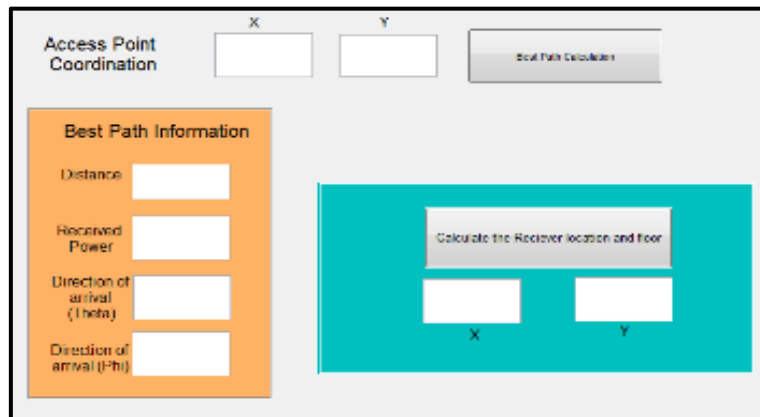 X Y
Access Point
Coordination
Best Path Calculation
Best Path Information
Distance
Received
Power
Direction of
arrival
(Theta)
Direction of
arrival (Phi)
Calculate the Reciever location and floor
X Y